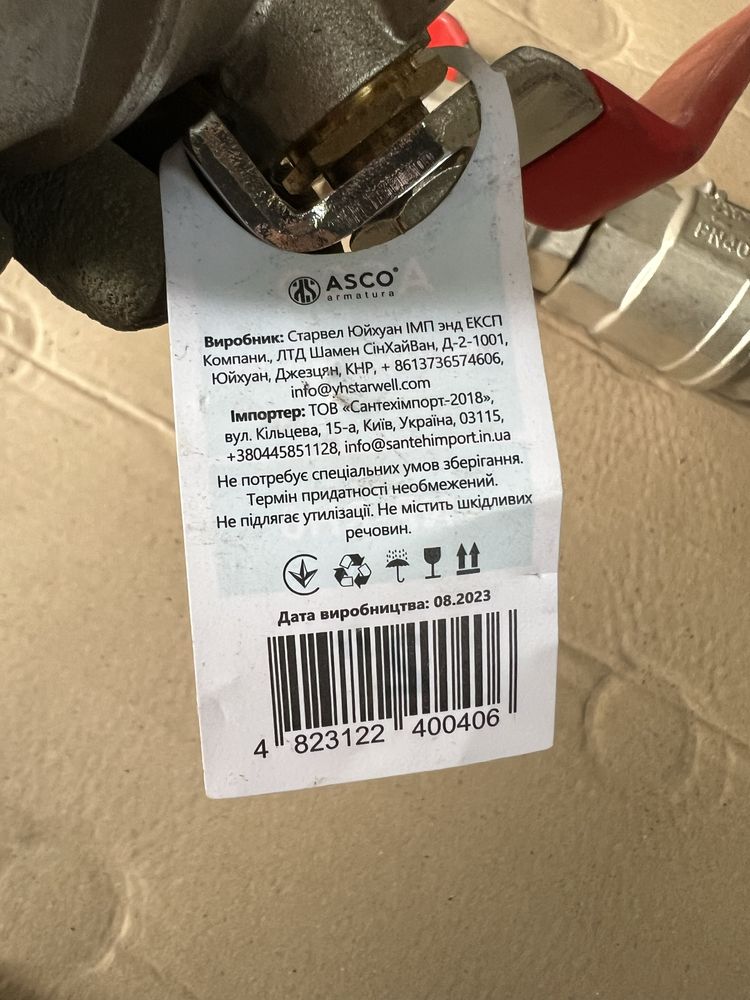 ASCO®
armatura
Виробник: Старвел Юйхуан ІМП энд ЕКСП
Компани., ЛТД Шамен СінХайВан, Д-2-1001,
Юйхуан, Джезцян, КНР, + 8613736574606,
info@yhstarwell.com
Імпортер: ТОВ «Сантехімпорт-2018»,
вул. Кільцева, 15-а, Київ, Україна, 03115,
+380445851128, info@santehimport.in.ua
Не потребує спеціальних умов зберігання.
Термін придатності необмежений.
Не підлягає утилізації. Не містить шкідливих
речовин.
Дата виробництва: 08.2023
4 823122 400406
PN40